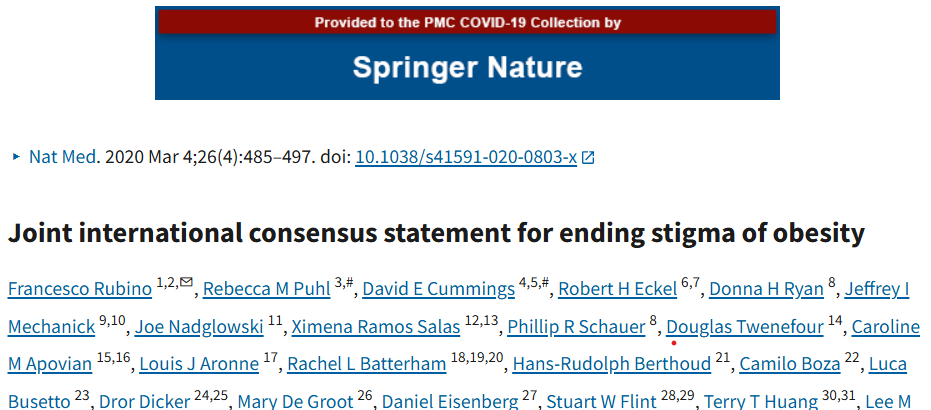 Provided to the PMC COVID-19 Collection by
Springer Nature
▸ Nat Med. 2020 Mar 4;26(4):485–497. doi: 10.1038/s41591-020-0803-x
Joint international consensus statement for ending stigma of obesity
Francesco Rubino 1,2,✉, Rebecca M Puhl 3,#, David E Cummings 4,5,#, Robert H Eckel 6,7, Donna H Ryan 8, Jeffrey I
Mechanick 9,10, Joe Nadglowski 11, Ximena Ramos Salas 12,13, Phillip R Schauer 8, Douglas Twenefour 14, Caroline
M Apovian 15,16, Louis J Aronne 17, Rachel L Batterham 18,19,20, Hans-Rudolph Berthoud 21, Camilo Boza 22, Luca
Busetto 23, Dror Dicker 24,25, Mary De Groot 26, Daniel Eisenberg 27, Stuart W Flint 28,29, Terry T Huang 30,31, Lee M